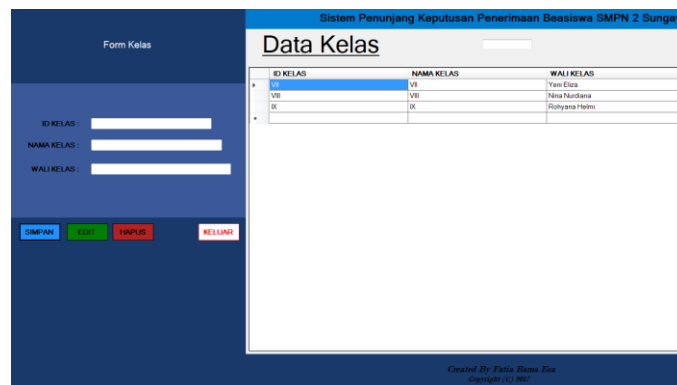 Sistem Penunjang Keputusan Penerimaan Beasiswa SMPN 2 Sunga
Form Kelas
Data Kelas
ID KELAS NAMA KELAS WALI KELAS
VII VII Yeni Eliza
VIII VIII Nina Nurdiana
IX IX Rohyana Helmi
ID KELAS :
NAMA KELAS :
WALI KELAS :
SIMPAN EDIT HAPUS KELUAR
Created By Fatia Rama Esa
Copyright (C) 2017